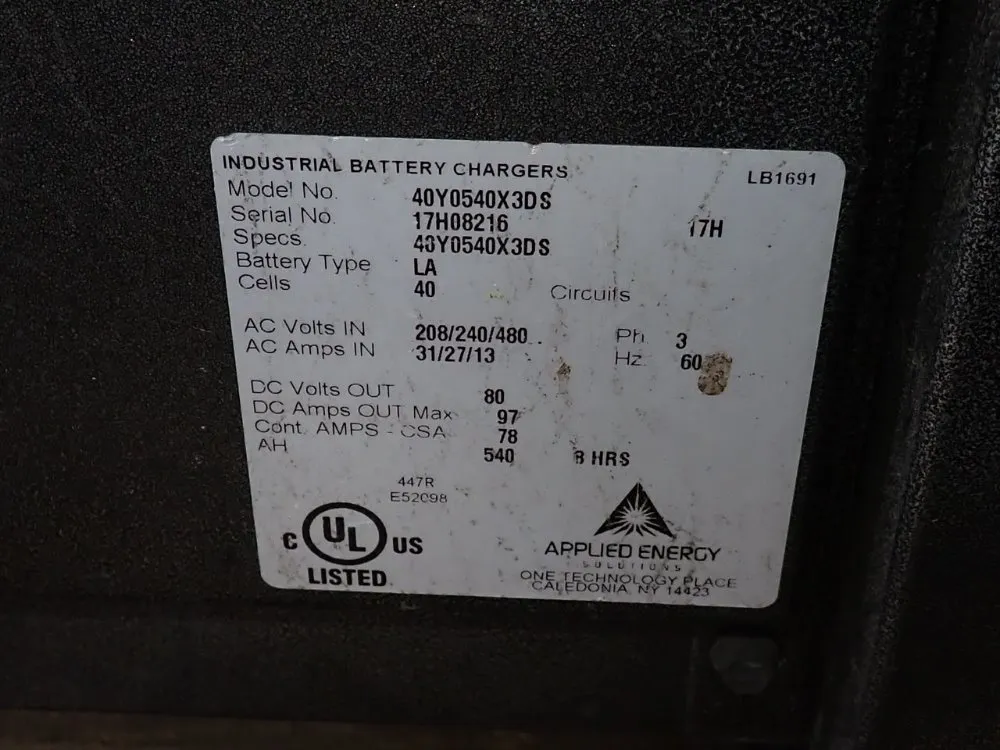 INDUSTRIAL BATTERY CHARGERS LB1691
Model No. 40Y0540X3DS
Serial No. 17H08216 17H
Specs. 40Y0540X3DS
Battery Type LA
Cells 40 Circuits
AC Volts IN 208/240/480 Ph. 3
AC Amps IN 31/27/13 Hz. 60
DC Volts OUT 80
DC Amps OUT Max 97
Cont. AMPS - CSA 78
AH 540 8 HRS
447R
E52098
C UL US
LISTED
APPLIED ENERGY
SOLUTIONS
ONE TECHNOLOGY PLACE
CALEDONIA, NY 14423